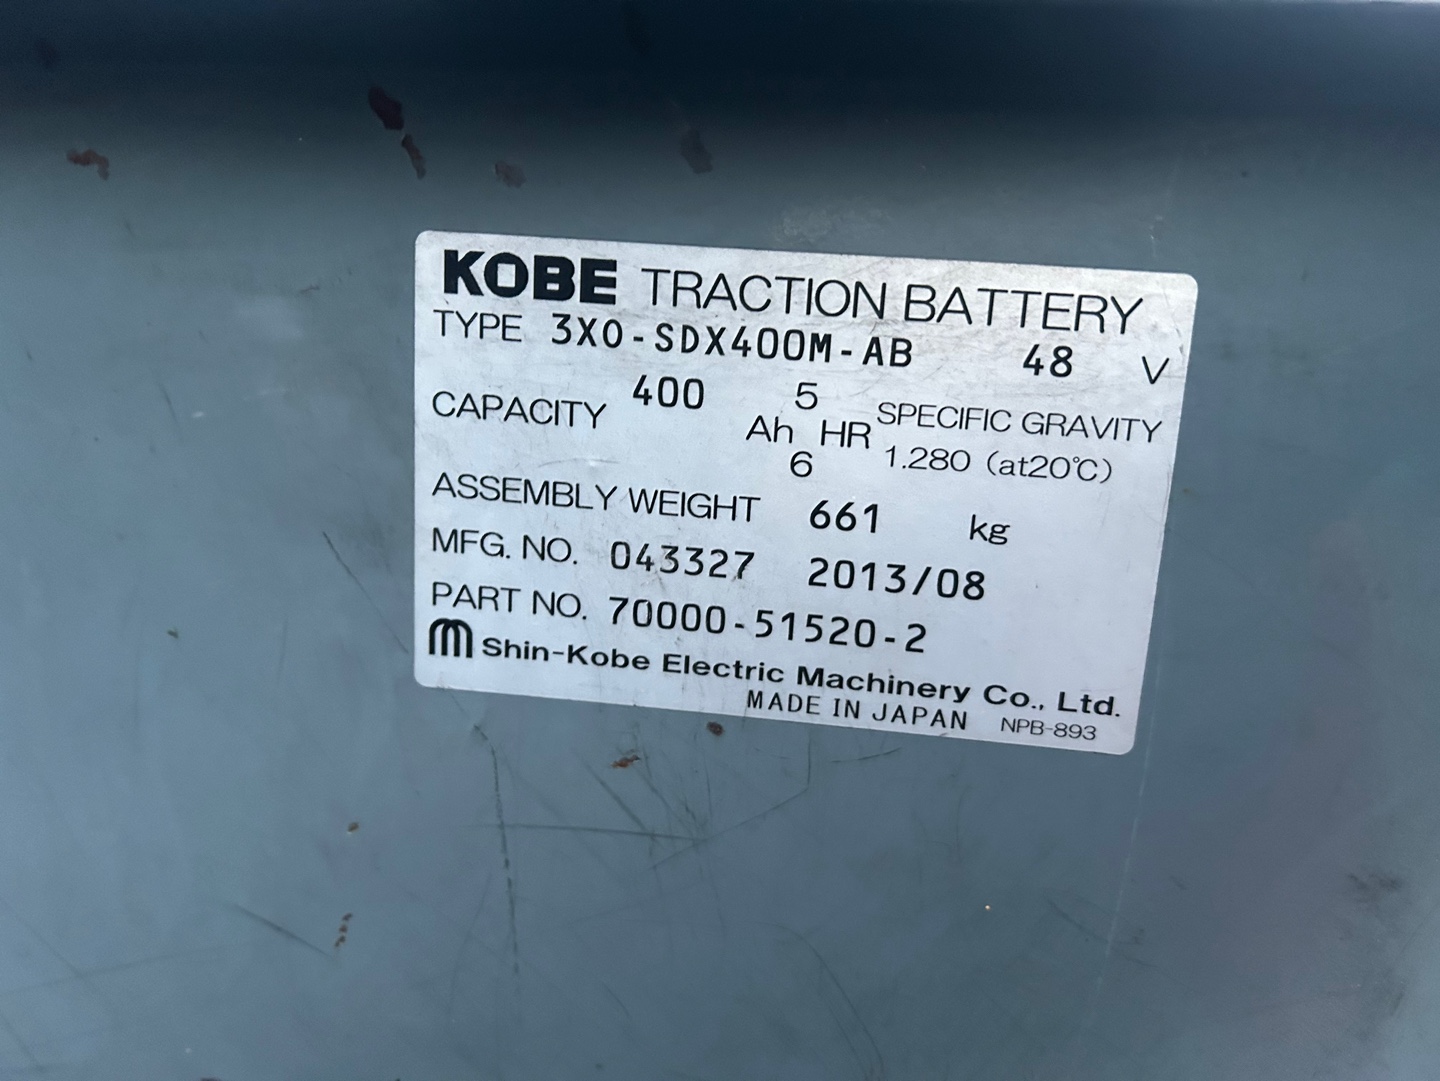 KOBE TRACTION BATTERY
TYPE 3X0-SDX400M-AB 48 V
CAPACITY 400 Ah 5 HR 6 SPECIFIC GRAVITY
1.280 (at20℃)
ASSEMBLY WEIGHT 661 kg
MFG. NO. 043327 2013/08
PART NO. 70000-51520-2
Shin-Kobe Electric Machinery Co., Ltd.
MADE IN JAPAN NPB-893